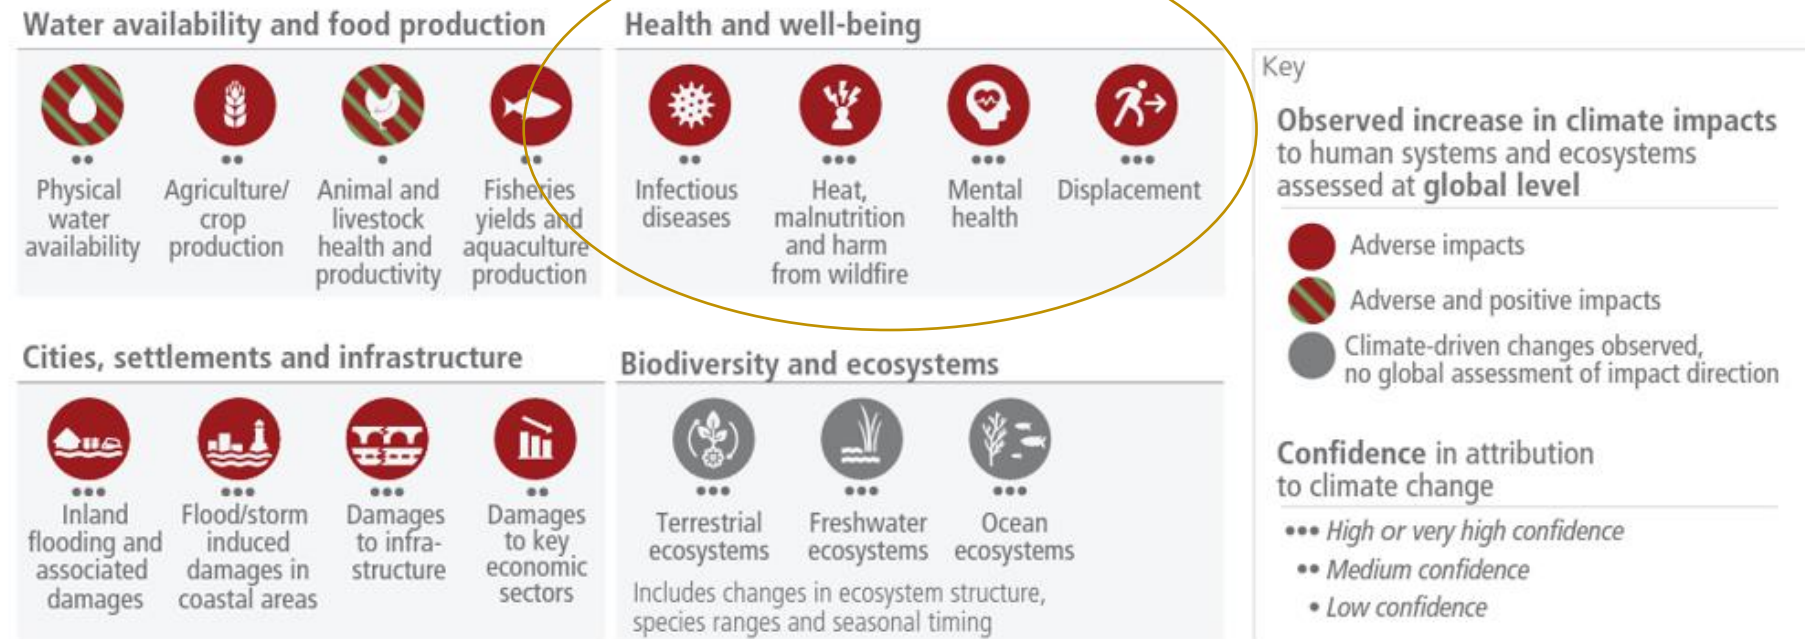 Water availability and food production
Physical
water
availability
Agriculture/
crop
production
Animal and
livestock
health and
productivity
Fisheries
yields and
aquaculture
production
Health and well-being
Infectious
diseases
Heat,
malnutrition
and harm
from wildfire
Mental
health
Displacement
Cities, settlements and infrastructure
Inland
flooding and
associated
damages
Flood/storm
induced
damages in
coastal areas
Damages
to infra-
structure
Damages
to key
economic
sectors
Biodiversity and ecosystems
Terrestrial
ecosystems
Freshwater
ecosystems
Ocean
ecosystems
Includes changes in ecosystem structure,
species ranges and seasonal timing
Key
Observed increase in climate impacts
to human systems and ecosystems
assessed at global level
Adverse impacts
Adverse and positive impacts
Climate-driven changes observed,
no global assessment of impact direction
Confidence in attribution
to climate change
••• High or very high confidence
•• Medium confidence
• Low confidence